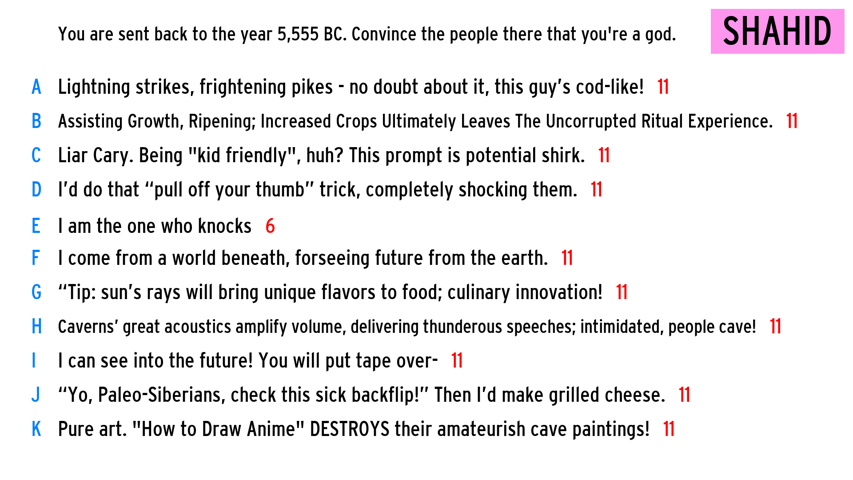 You are sent back to the year 5,555 BC. Convince the people there that you're a god.
SHAHID
A Lightning strikes, frightening pikes - no doubt about it, this guy's cod-like! 11
B Assisting Growth, Ripening; Increased Crops Ultimately Leaves The Uncorrupted Ritual Experience. 11
C Liar Cary. Being "kid friendly", huh? This prompt is potential shirk. 11
D I'd do that “pull off your thumb” trick, completely shocking them. 11
E I am the one who knocks 6
F I come from a world beneath, forseeing future from the earth. 11
G “Tip: sun's rays will bring unique flavors to food; culinary innovation! 11
H Caverns' great acoustics amplify volume, delivering thunderous speeches; intimidated, people cave! 11
I I can see into the future! You will put tape over- 11
J “Yo, Paleo-Siberians, check this sick backflip!” Then I'd make grilled cheese. 11
K Pure art. "How to Draw Anime" DESTROYS their amateurish cave paintings! 11